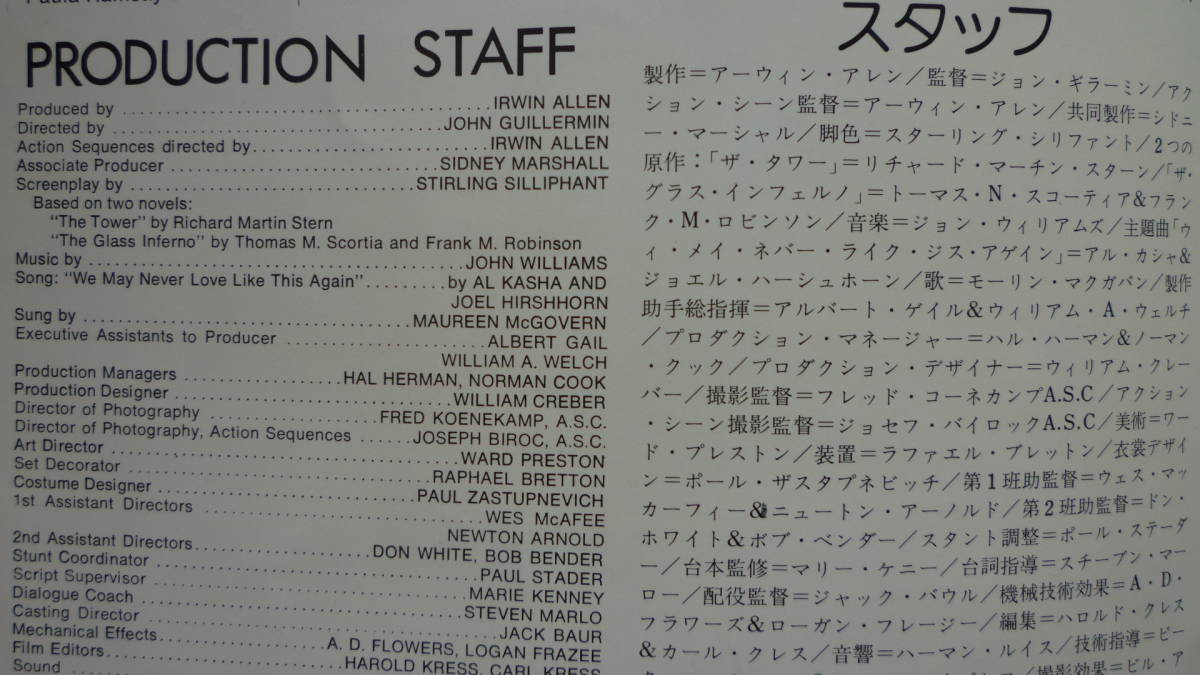 Paula Ramsay
PRODUCTION STAFF
Produced by ........ IRWIN ALLEN
Directed by ........ JOHN GUILLERMIN
Action Sequences directed by ........ IRWIN ALLEN
Associate Producer ........ SIDNEY MARSHALL
Screenplay by ........ STIRLING SILLIPHANT
Based on two novels:
"The Tower" by Richard Martin Stern
"The Glass Inferno" by Thomas M. Scortia and Frank M. Robinson
Music by ........ JOHN WILLIAMS
Song: "We May Never Love Like This Again" ........ by AL KASHA AND
JOEL HIRSHHORN
Sung by ........ MAUREEN McGOVERN
Executive Assistants to Producer ........ ALBERT GAIL
WILLIAM A. WELCH
Production Managers ........ HAL HERMAN, NORMAN COOK
Production Designer ........ WILLIAM CREBER
Director of Photography ........ FRED KOENEKAMP, A.S.C.
Director of Photography, Action Sequences ...... JOSEPH BIROC, A.S.C.
Art Director ........ WARD PRESTON
Set Decorator ........ RAPHAEL BRETTON
Costume Designer ........ PAUL ZASTUPNEVICH
1st Assistant Directors ........ WES McAFEE
NEWTON ARNOLD
2nd Assistant Directors ........ DON WHITE, BOB BENDER
Stunt Coordinator ........ PAUL STADER
Script Supervisor ........ MARIE KENNEY
Dialogue Coach ........ STEVEN MARLO
Casting Director ........ JACK BAUR
Mechanical Effects ........ A. D. FLOWERS, LOGAN FRAZEE
Film Editors ........ HAROLD KRESS, CARL KRESS
Sound ........
スタッフ
製作=アーウィン・アレン/監督=ジョン・ギラーミン/アク
ション・シーン監督=アーウィン・アレン/共同製作=シドニ
ー・マーシャル/脚色=スターリング・シリファント/2つの
原作:「ザ・タワー」=リチャード・マーチン・スターン/「ザ・
グラス・インフェルノ」=トーマス・N・スコーティア&フラン
ク・M・ロビンソン/音楽=ジョン・ウィリアムズ/主題曲「ウ
ィ・メイ・ネバー・ライク・ジス・アゲイン」=アル・カシャ&
ジョエル・ハーシュホーン/歌=モーリン・マクガバン/製作
助手総指揮=アルバート・ゲイル&ウィリアム・A・ウェルチ
/プロダクション・マネージャー=ハル・ハーマン&ノーマン
・クック/プロダクション・デザイナー=ウィリアム・クレー
バー/撮影監督=フレッド・コーネカンプA.S.C/アクション
・シーン撮影監督=ジョセフ・バイロックA.S.C/美術=ワー
ド・プレストン/装置=ラファエル・ブレットン/衣裳デザイ
ン=ポール・ザスタプネビッチ/第1班助監督=ウェス・マッ
カーフィー&ニュートン・アーノルド/第2班助監督=ドン・
ホワイト&ボブ・ベンダー/スタント調整=ポール・ステーダ
ー/台本監修=マリー・ケニー/台詞指導=スチーブン・マー
ロー/配役監督=ジャック・バウル/機械技術効果=A・D・
フラワーズ&ローガン・フレージー/編集=ハロルド・クレス
&カール・クレス/音響=ハーマン・ルイス/技術指導=ピー
/撮影効果=ビル・ア